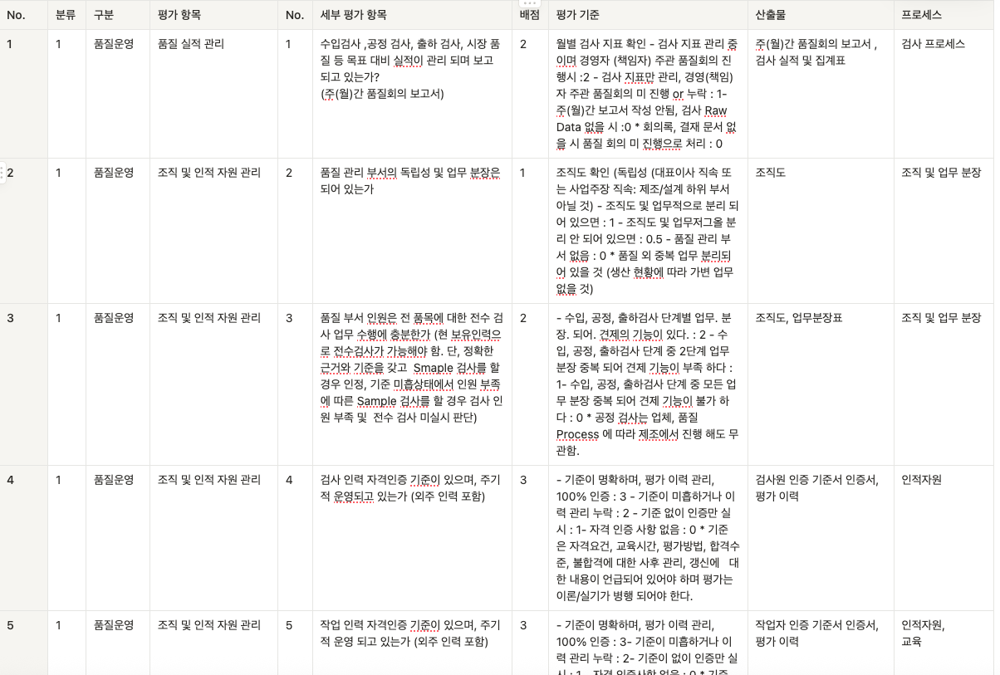 No. 분류 구분 평가 항목 No. 세부 평가 항목 배점 평가 기준 산출물 프로세스
1 1 품질운영 품질 실적 관리 1
수입검사 ,공정 검사, 출하 검사, 시장 품
질 등 목표 대비 실적이 관리 되며 보고
되고 있는가?
(주(월)간 품질회의 보고서)
2
월별 검사 지표 확인 - 검사 지표 관리 중
이며 경영자 (책임자) 주관 품질회의 진
행시 :2 - 검사 지표만 관리, 경영(책임)
자 주관 품질회의 미 진행 or 누락 : 1-
주(월)간 보고서 작성 안됨, 검사 Raw
Data 없을 시 :0 * 회의록, 결재 문서 없
을 시 품질 회의 미 진행으로 처리 : 0
주(월)간 품질회의 보고서 ,
검사 실적 및 집계표
검사 프로세스
2 1 품질운영 조직 및 인적 자원 관리 2
품질 관리 부서의 독립성 및 업무 분장은
되어 있는가
1
조직도 확인 (독립성 (대표이사 직속 또
는 사업주장 직속: 제조/설계 하위 부서
아닐 것) - 조직도 및 업무적으로 분리 되
어 있으면 : 1 - 조직도 및 업무저그올 분
리 안 되어 있으면 : 0.5 - 품질 관리 부
서 없음 : 0 * 품질 외 중복 업무 분리되
어 있을 것 (생산 현황에 따라 가변 업무
없을 것)
조직도
조직 및 업무 분장
3 1 품질운영 조직 및 인적 자원 관리 3
품질 부서 인원은 전 품목에 대한 전수 검
사 업무 수행에 충분한가 (현 보유인력으
로 전수검사가 가능해야 함. 단, 정확한
근거와 기준을 갖고  Smaple 검사를 할
경우 인정, 기준 미흡상태에서 인원 부족
에 따른 Sample 검사를 할 경우 검사 인
원 부족 및  전수 검사 미실시 판단)
2
- 수입, 공정, 출하검사 단계별 업무. 분
장. 되어. 견제의 기능이 있다. : 2 - 수
입, 공정, 출하검사 단계 중 2단계 업무
분장 중복 되어 견제 기능이 부족 하다 :
1- 수입, 공정, 출하검사 단계 중 모든 업
무 분장 중복 되어 견제 기능이 불가 하
다 : 0 * 공정 검사는 업체, 품질
Process 에 따라 제조에서 진행 해도 무
관함.
조직도, 업무분장표
조직 및 업무 분장
4 1 품질운영 조직 및 인적 자원 관리 4
검사 인력 자격인증 기준이 있으며, 주기
적 운영되고 있는가 (외주 인력 포함)
3
- 기준이 명확하며, 평가 이력 관리,
100% 인증 : 3 - 기준이 미흡하거나 이
력 관리 누락 : 2 - 기준 없이 인증만 실
시 : 1- 자격 인증 사항 없음 : 0 * 기준
은 자격요건, 교육시간, 평가방법, 합격수
준, 불합격에 대한 사후 관리, 갱신에   대
한 내용이 언급되어 있어야 하며 평가는
이론/실기가 병행 되어야 한다.
검사원 인증 기준서 인증서,
평가 이력
인적자원
5 1 품질운영 조직 및 인적 자원 관리 5
작업 인력 자격인증 기준이 있으며, 주기
적 운영 되고 있는가 (외주 인력 포함)
3
- 기준이 명확하며, 평가 이력 관리,
100% 인증 : 3- 기준이 미흡하거나 이
력 관리 누락 : 2- 기준이 없이 인증만 실
시 : 1- 자격 인증사항 없음 : 0 * 기준
작업자 인증 기준서 인증서,
평가 이력
인적자원,
교육